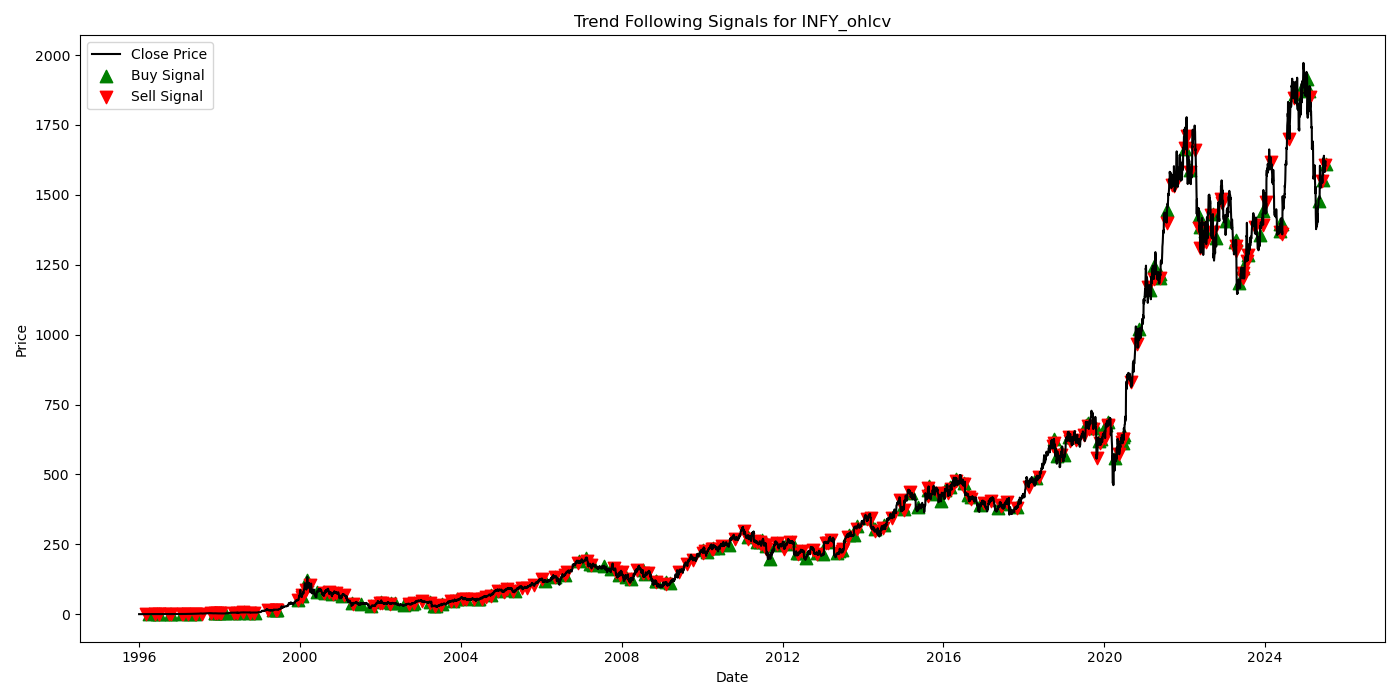 Trend Following Signals for INFY_ohlcv
Close Price
Buy Signal
Sell Signal
Price
2000
1750
1500
1250
1000
750
500
250
0
1996
2000
2004
2008
2012
2016
2020
2024
Date